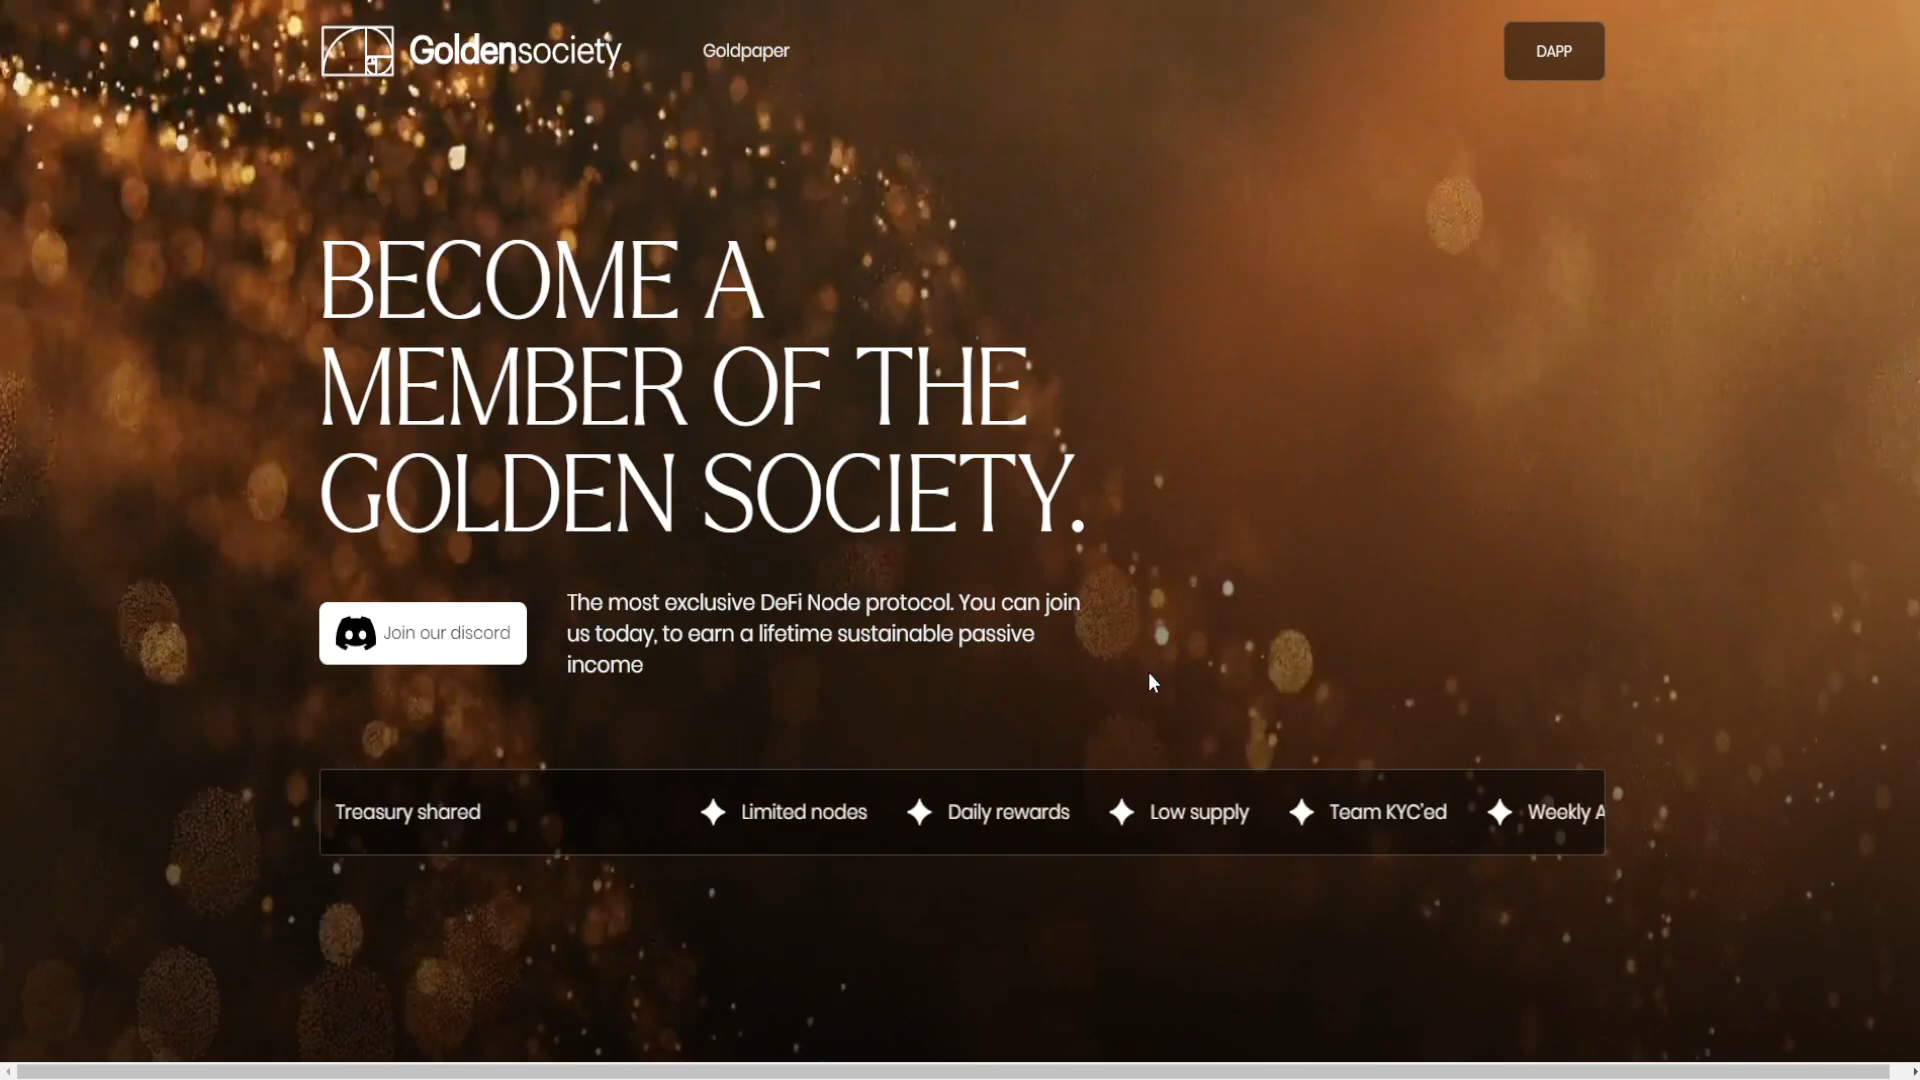 Goldensociety
Goldpaper
DAPP
BECOME A
MEMBER OF THE
GOLDEN SOCIETY.
Join our discord
The most exclusive DeFi Node protocol. You can join
us today, to earn a lifetime sustainable passive
income
Treasury shared
Limited nodes
Daily rewards
Low supply
Team KYC'ed
Weekly A